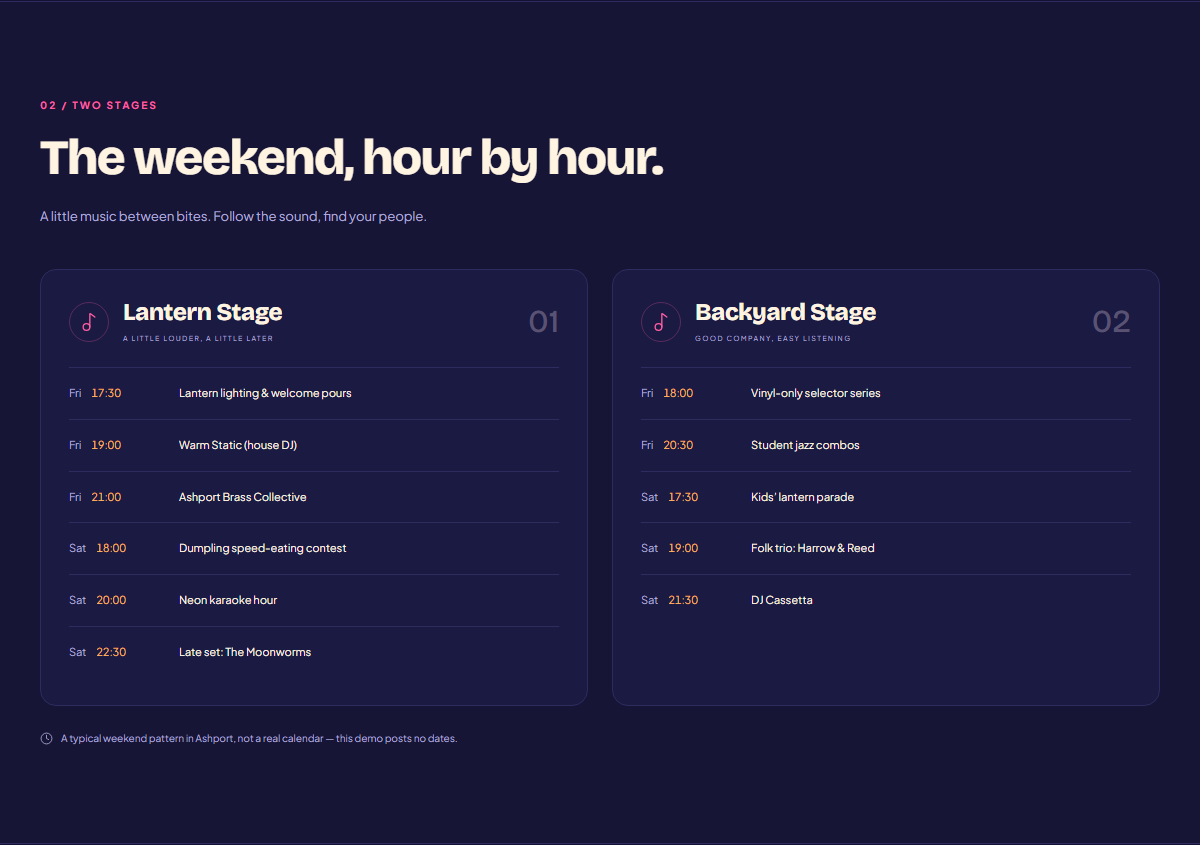 02 / TWO STAGES
The weekend, hour by hour.
A little music between bites. Follow the sound, find your people.
Lantern Stage
A LITTLE LOUDER, A LITTLE LATER
01
Fri 17:30 Lantern lighting & welcome pours
Fri 19:00 Warm Static (house DJ)
Fri 21:00 Ashport Brass Collective
Sat 18:00 Dumpling speed-eating contest
Sat 20:00 Neon karaoke hour
Sat 22:30 Late set: The Moonworms
Backyard Stage
GOOD COMPANY, EASY LISTENING
02
Fri 18:00 Vinyl-only selector series
Fri 20:30 Student jazz combos
Sat 17:30 Kids' lantern parade
Sat 19:00 Folk trio: Harrow & Reed
Sat 21:30 DJ Cassetta
A typical weekend pattern in Ashport, not a real calendar — this demo posts no dates.